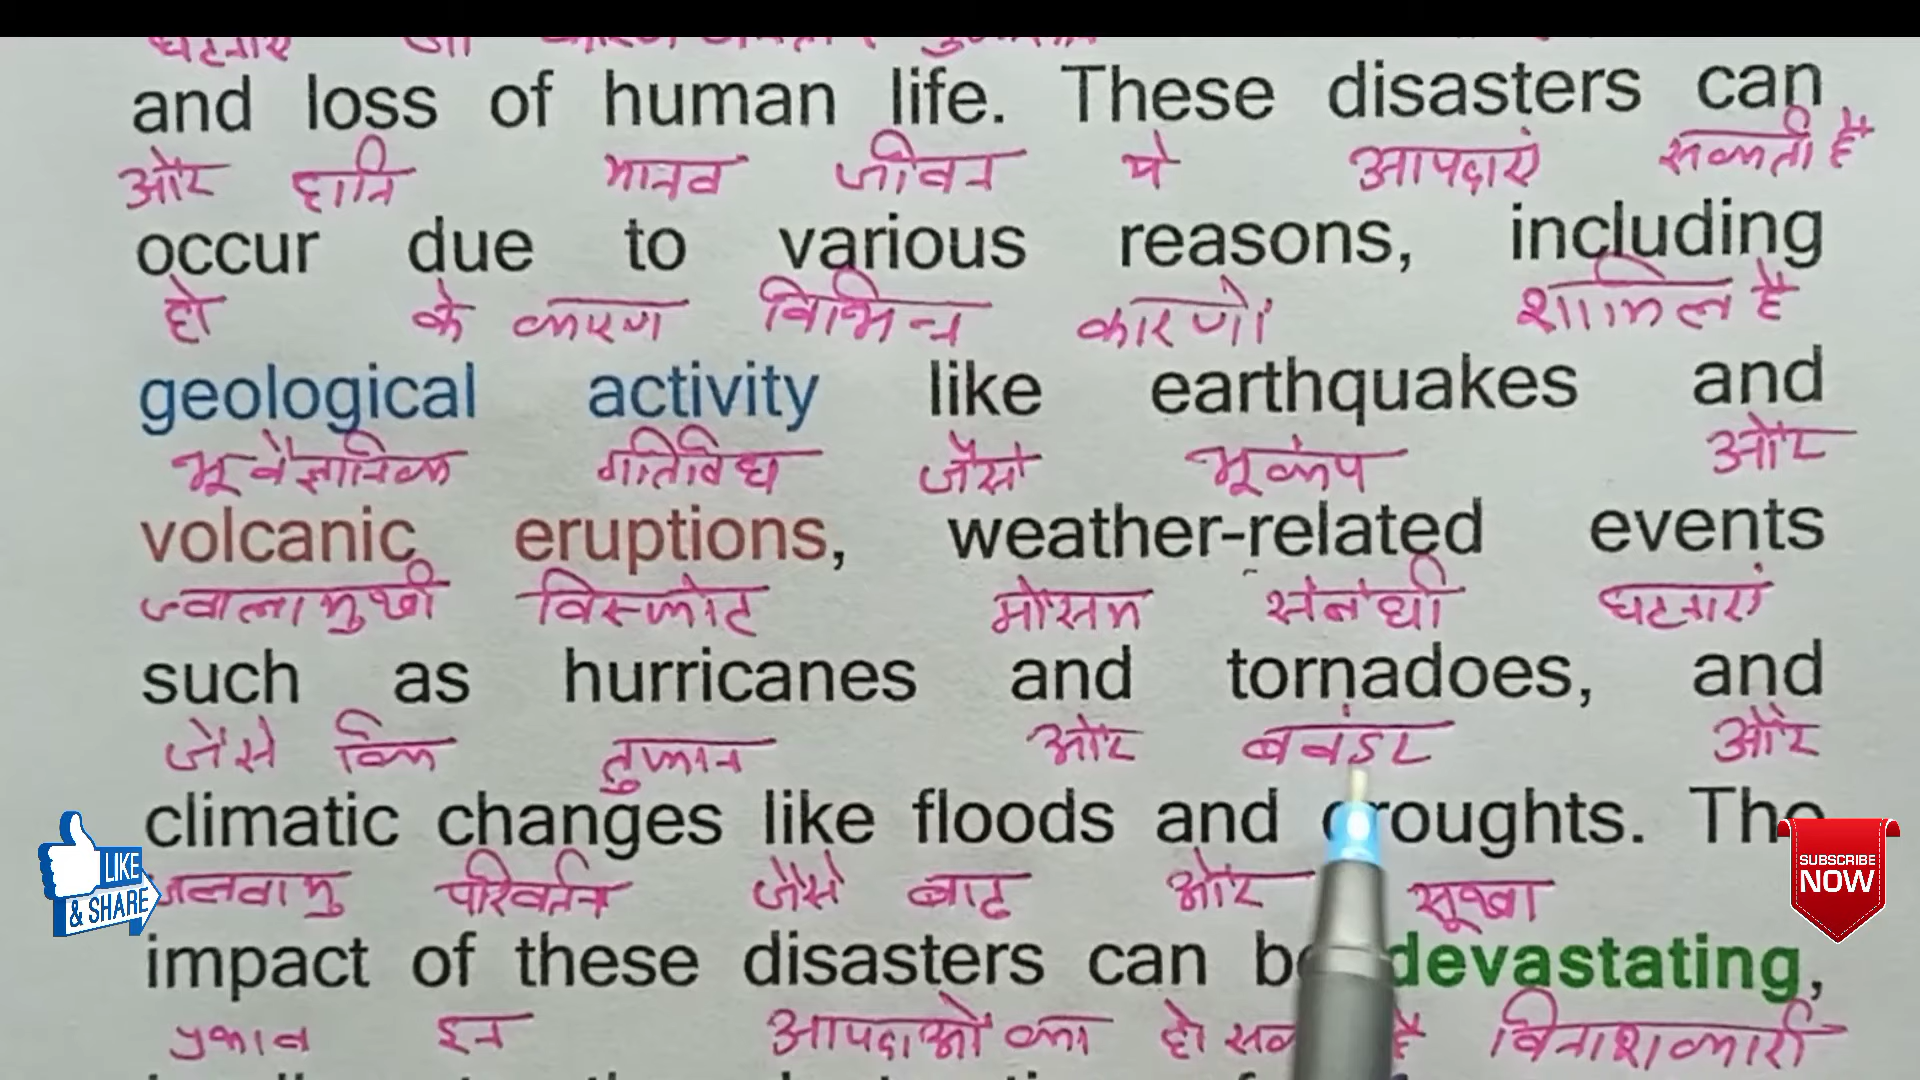 and loss of human life. These disasters can
और हानि मानव जीवन ये आपदाएं सकती है
occur due to various reasons, including
हो के कारण विभिन्न कारणों शामिल है
geological activity like earthquakes and
भूवैज्ञानिक गतिविध जैसे भूकंप और
volcanic eruptions, weather-related events
ज्वालामुखी विस्फोट मौसम संबंधी घटनाएं
such as hurricanes and tornadoes, and
जैसे कि तुफान और बवंडर और
climatic changes like floods and droughts. The
जलवायु परिवर्तन जैसे बाढ़ और सूखा
impact of these disasters can be devastating,
प्रभाव इन आपदाओं का हो है विनाशकारी
LIKE
& SHARE
SUBSCRIBE
NOW